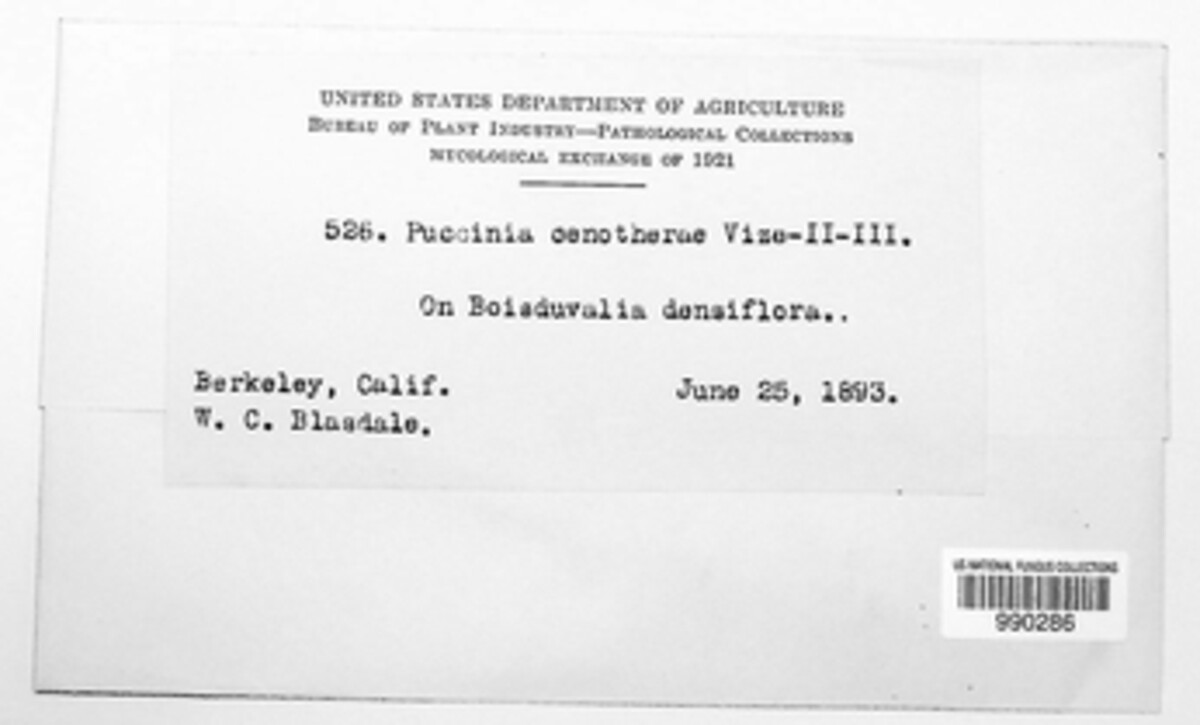 UNITED STATES DEPARTMENT OF AGRICULTURE
BUREAU OF PLANT INDUSTRY—PATHOLOGICAL COLLECTIONS
MYCOLOGICAL EXCHANGE OF 1921
526. Puccinia oenotherae Vize-II-III.
On Boisduvalia densiflora..
Berkeley, Calif. June 25, 1893.
W. C. Blasdale.
US NATIONAL FUNGUS COLLECTIONS
990286